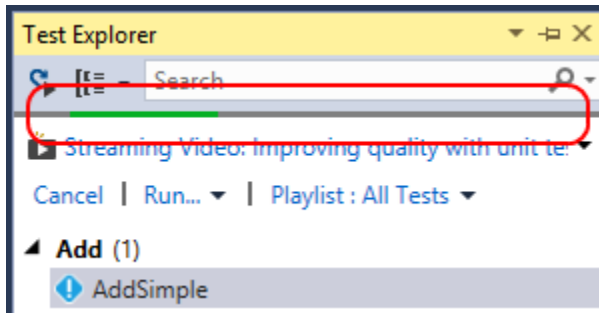 Test Explorer
Search
Streaming Video: Improving quality with unit te
Cancel | Run... | Playlist : All Tests
Add (1)
AddSimple